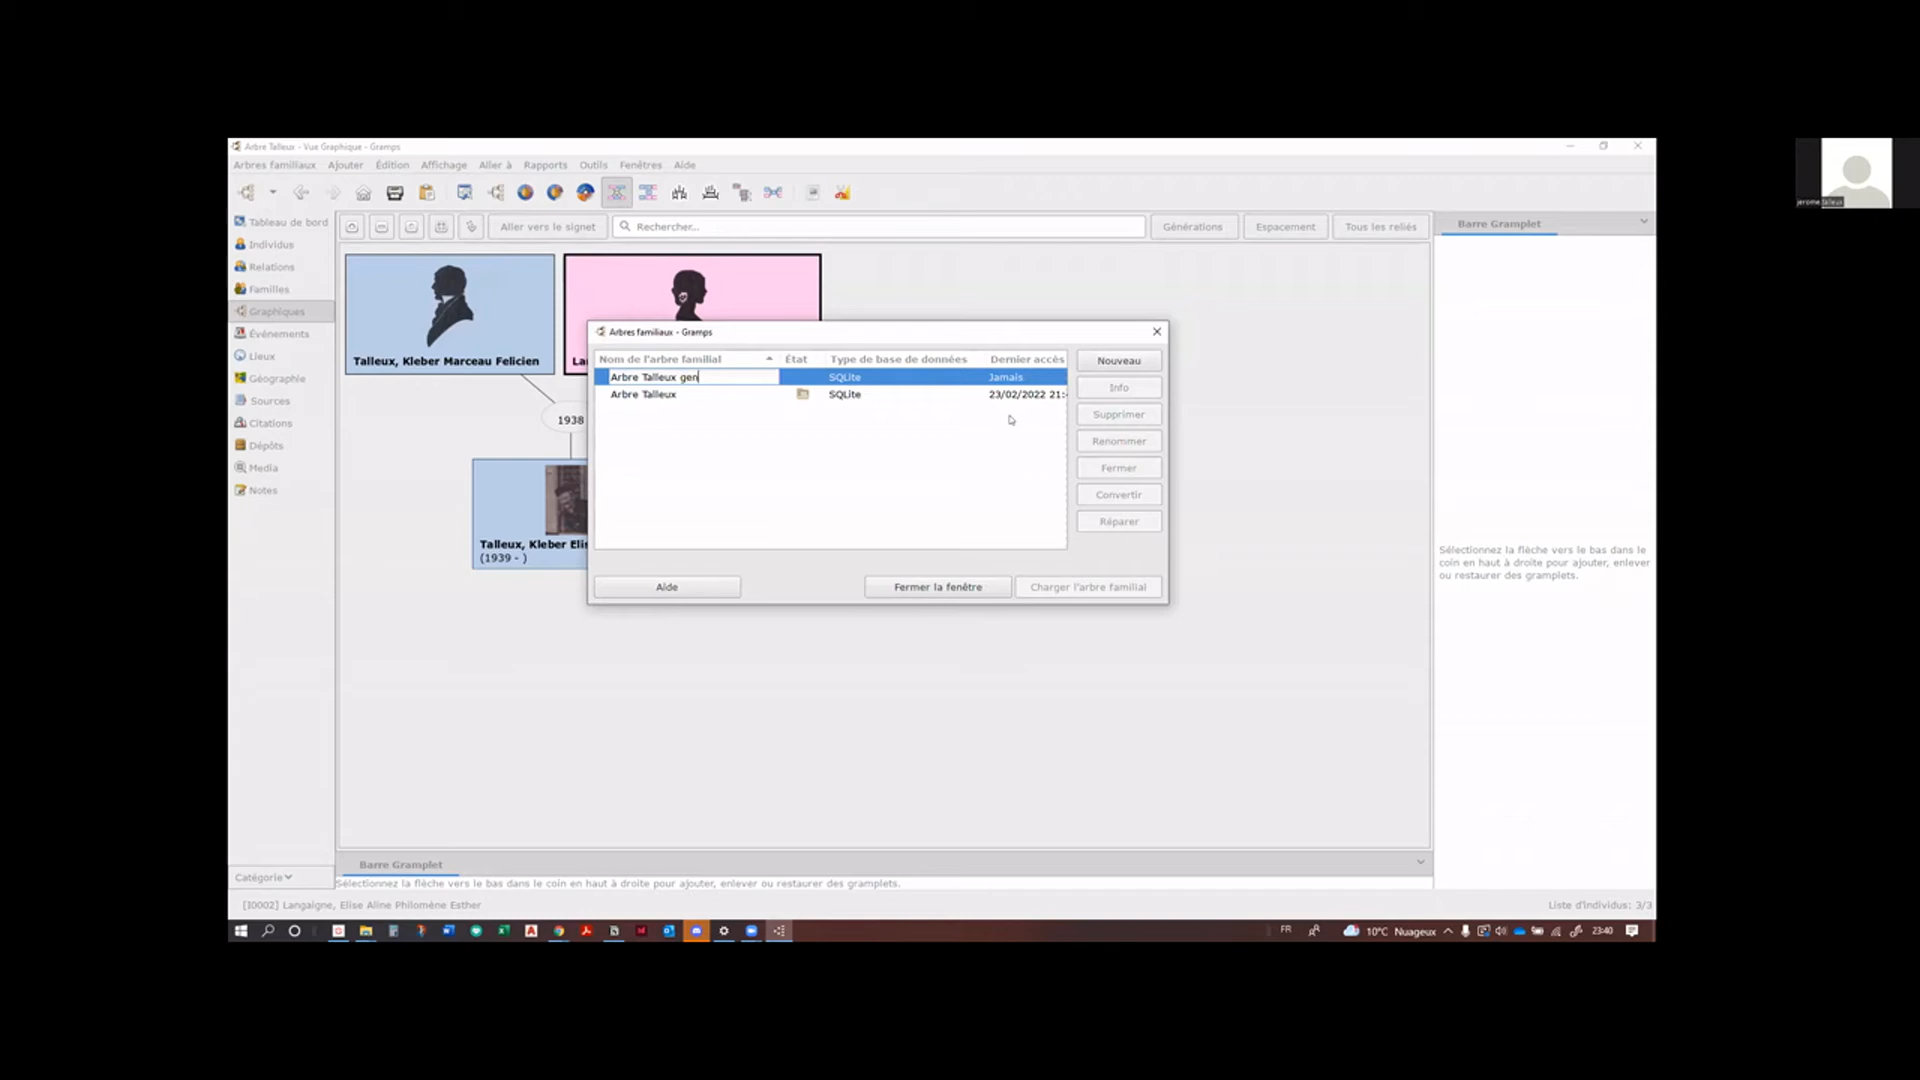 Arbre Talleux - Vue Graphique - Gramps
Arbres familiaux Ajouter Édition Affichage Aller à Rapports Outils Fenêtres Aide
Tableau de bord
Individus
Relations
Familles
Graphiques
Événements
Lieux
Géographie
Sources
Citations
Dépôts
Media
Notes
Catégorie
Aller vers le signet
Rechercher...
Générations
Espacement
Tous les reliés
Talleux, Kleber Marceau Felicien
1938
Talleux, Kleber
(1939 - )
Arbres familiaux - Gramps
Nom de l'arbre familial État Type de base de données Dernier accès
Arbre Talleux gen SQLite Jamais
Arbre Talleux SQLite 23/02/2022 21:
Nouveau
Info
Supprimer
Renommer
Fermer
Convertir
Réparer
Aide
Fermer la fenêtre
Charger l'arbre familial
Barre Gramplet
Sélectionnez la flèche vers le bas dans le
coin en haut à droite pour ajouter, enlever
ou restaurer des gramplets.
Barre Gramplet
Sélectionnez la flèche vers le bas dans le coin en haut à droite pour ajouter, enlever ou restaurer des gramplets.
[I0002] Langaigne, Elise Aline Philomène Esther
Liste d'individus: 3/3
FR
10°C Nuageux
23:40
jerome talleux